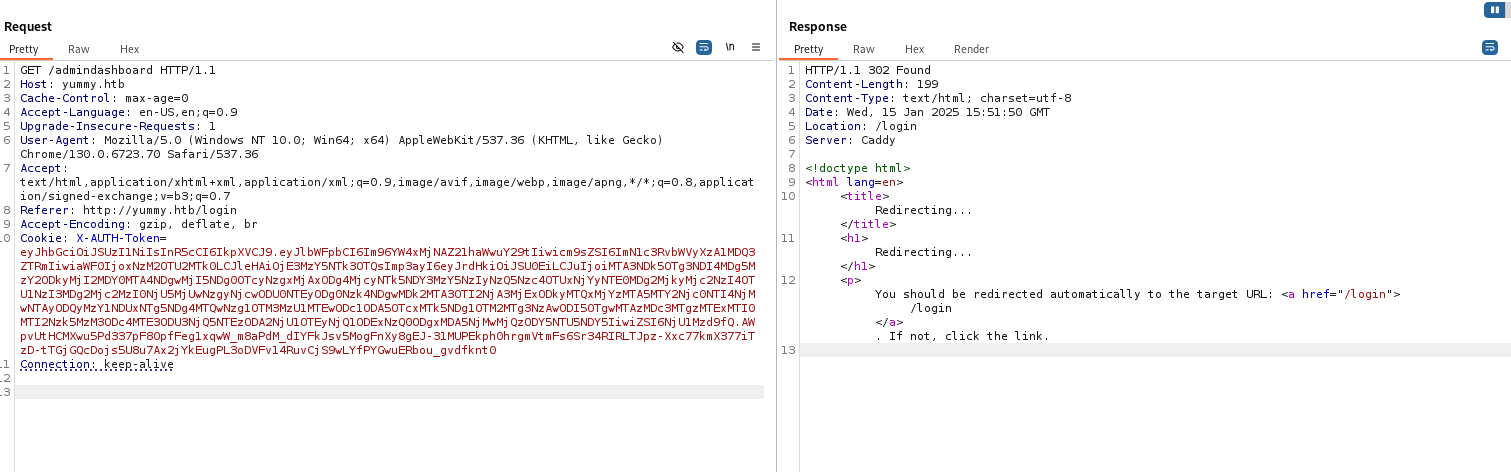 Request
Pretty Raw Hex
\n
1 GET /admindashboard HTTP/1.1
2 Host: yummy.htb
3 Cache-Control: max-age=0
4 Accept-Language: en-US,en;q=0.9
5 Upgrade-Insecure-Requests: 1
6 User-Agent: Mozilla/5.0 (Windows NT 10.0; Win64; x64) AppleWebKit/537.36 (KHTML, like Gecko)
Chrome/130.0.6723.70 Safari/537.36
7 Accept:
text/html,application/xhtml+xml,application/xml;q=0.9,image/avif,image/webp,image/apng,*/*;q=0.8,applicat
ion/signed-exchange;v=b3;q=0.7
8 Referer: http://yummy.htb/login
9 Accept-Encoding: gzip, deflate, br
10 Cookie: X-AUTH-Token=
11 Connection: keep-alive
12
13
Response
Pretty Raw Hex Render
1 HTTP/1.1 302 Found
2 Content-Length: 199
3 Content-Type: text/html; charset=utf-8
4 Date: Wed, 15 Jan 2025 15:51:50 GMT
5 Location: /login
6 Server: Caddy
7
8 <!doctype html>
9 <html lang=en>
10 <title>
Redirecting...
</title>
11 <h1>
Redirecting...
</h1>
12 <p>
You should be redirected automatically to the target URL: <a href="/login">
/login
</a>
. If not, click the link.
13